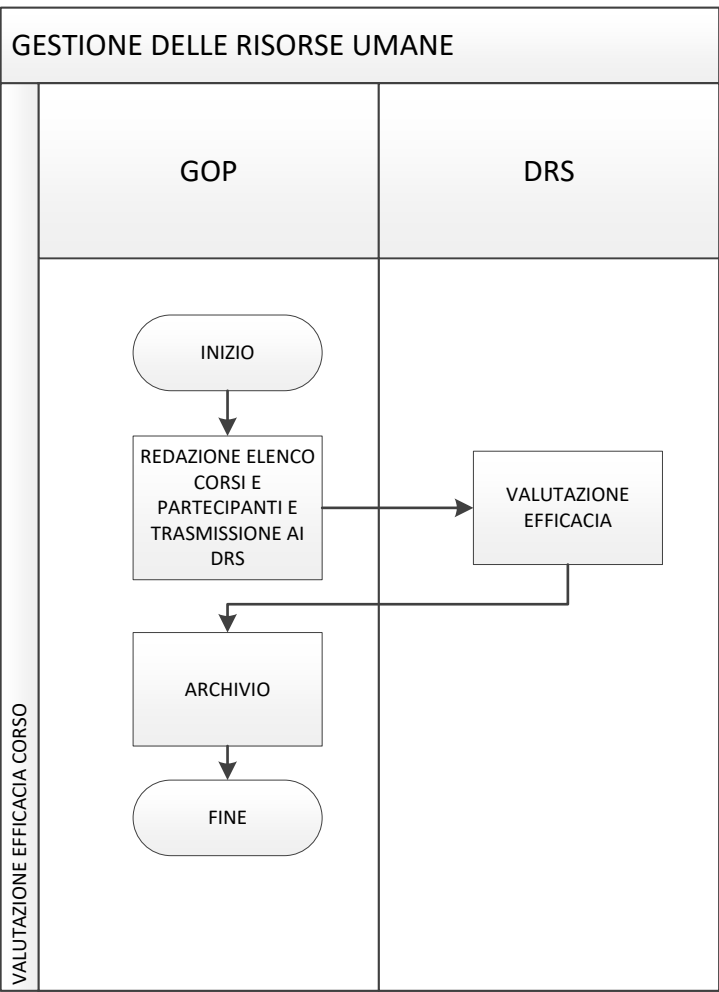 GESTIONE DELLE RISORSE UMANE
GOP
DRS
INIZIO
REDAZIONE ELENCO
CORSI E
PARTECIPANTI E
TRASMISSIONE AI
DRS
VALUTAZIONE
EFFICACIA
ARCHIVIO
FINE
VALUTAZIONE EFFICACIA CORSO